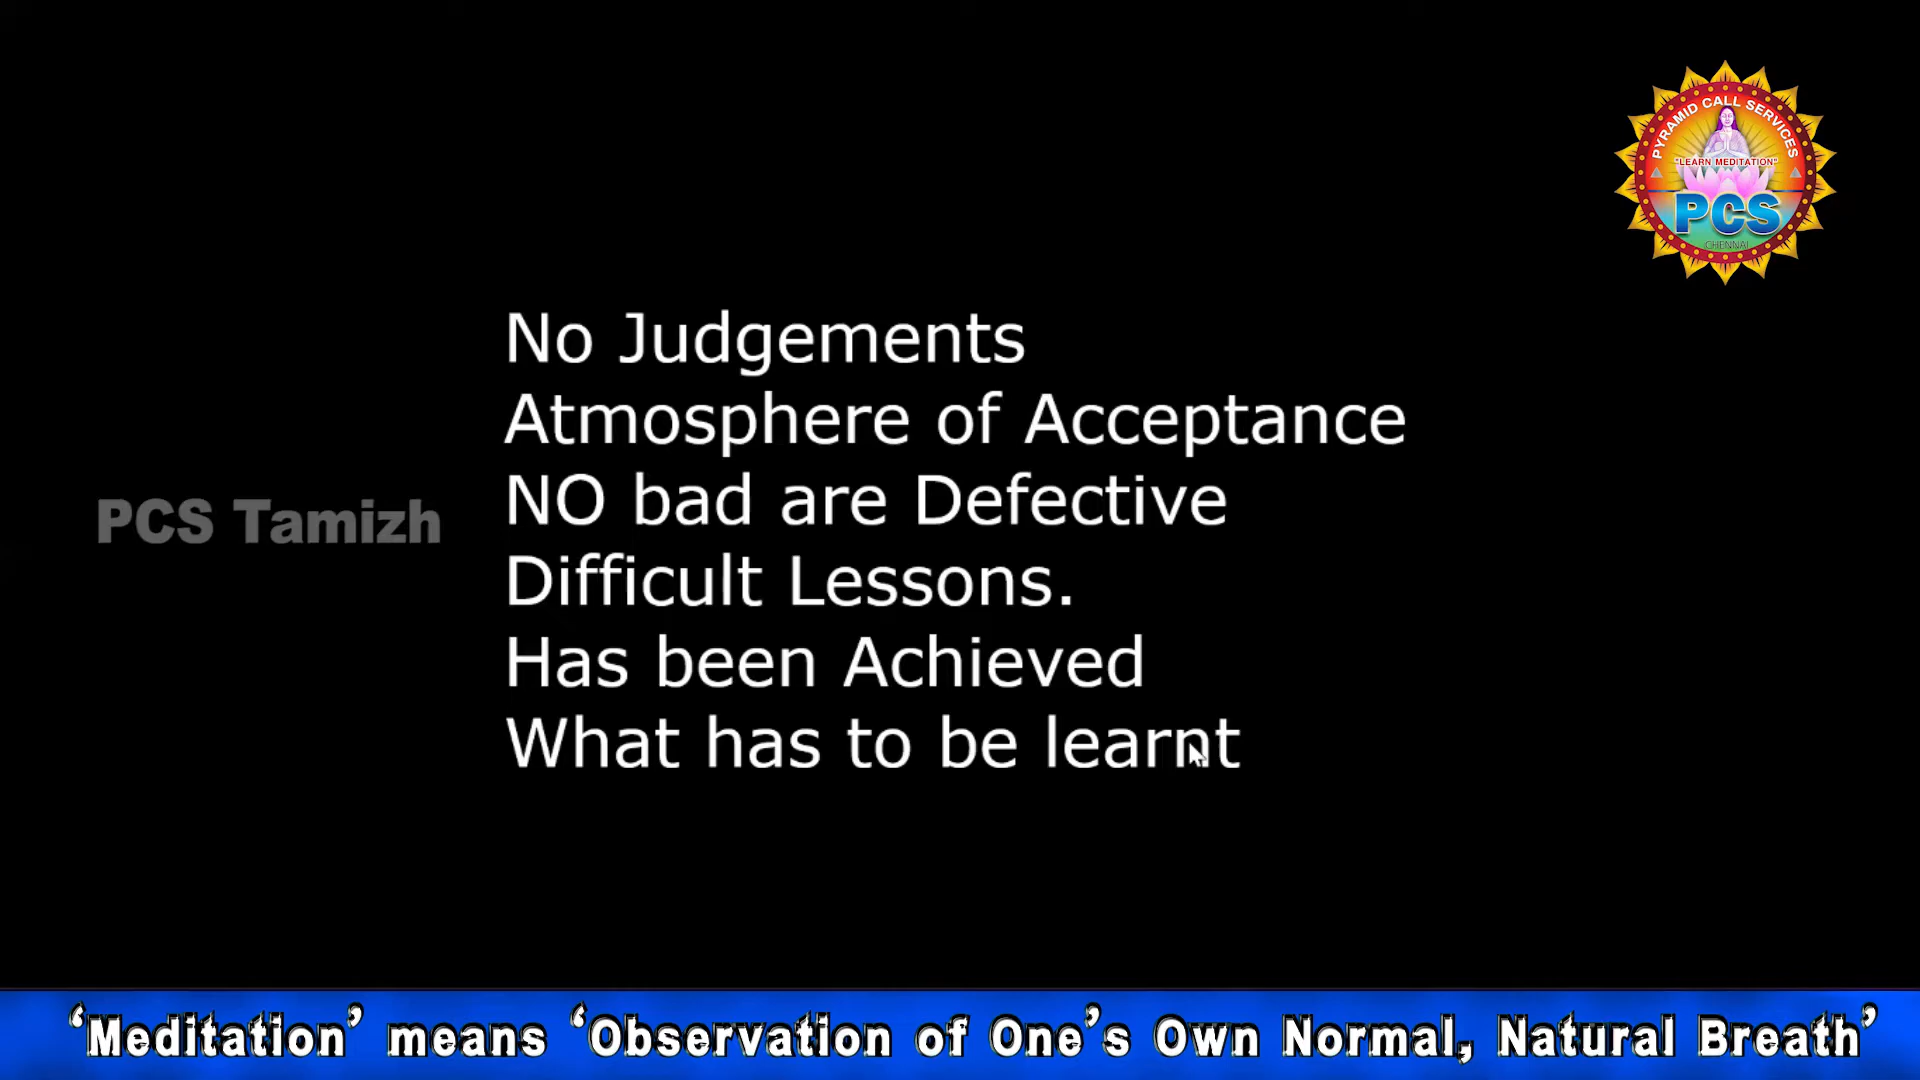 PYRAMID CALL SERVICES
"LEARN MEDITATION"
PCS
CHENNAI
No Judgements
Atmosphere of Acceptance
NO bad are Defective
Difficult Lessons.
Has been Achieved
What has to be learnt
PCS Tamizh
‘Meditation’ means ‘Observation of One’s Own Normal, Natural Breath’